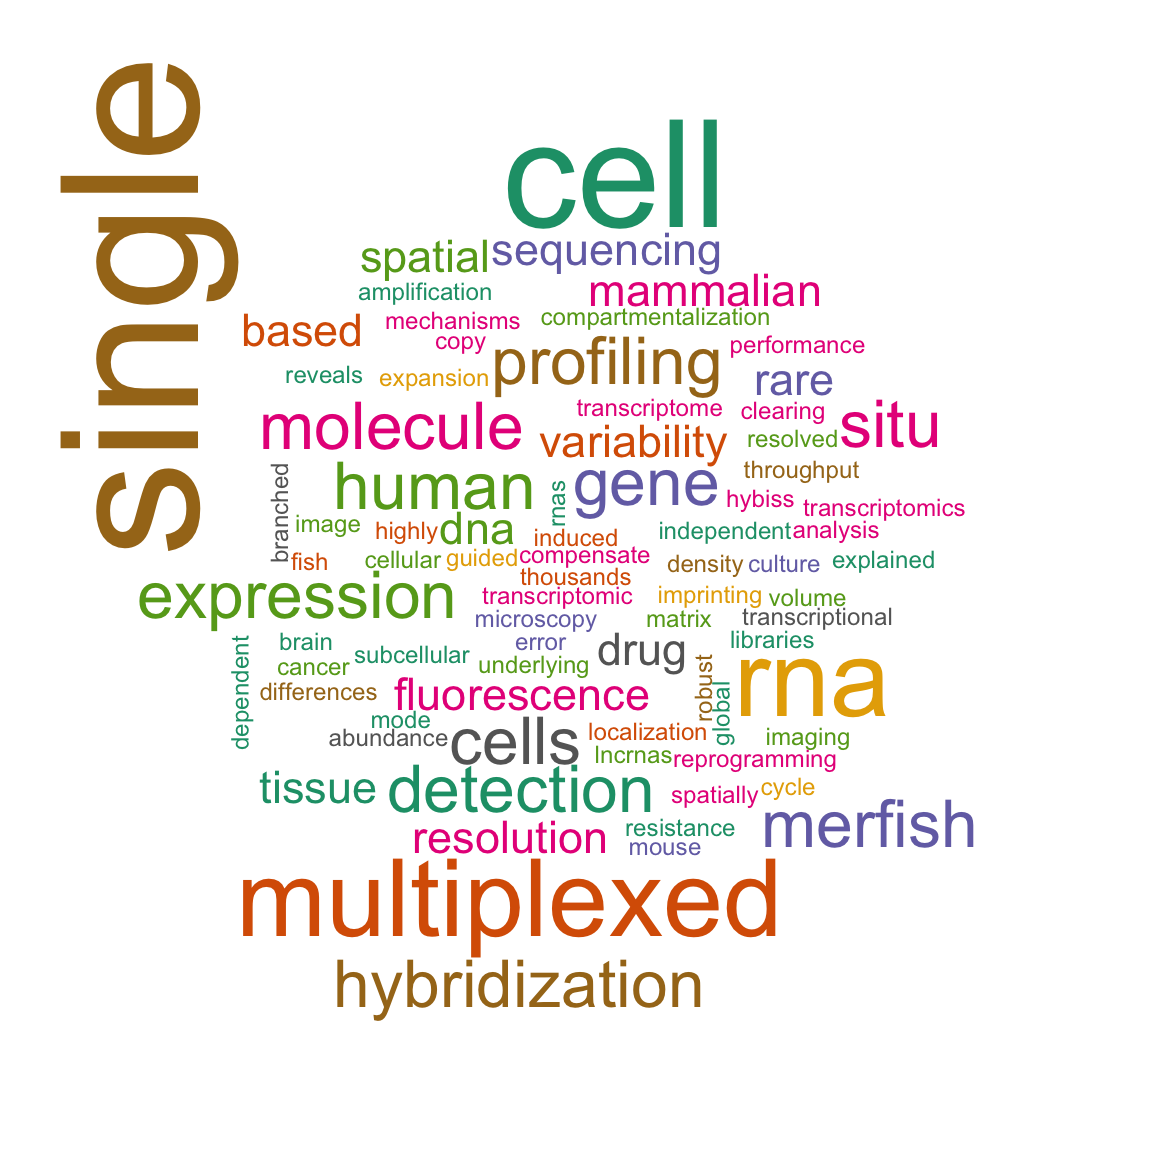 single
cell
spatial
sequencing
amplification
mammalian
based
mechanisms
compartmentalization
copy
profiling
performance
reveals
expansion
rare
molecule
transcriptome
clearing
situ
variability
resolved
human
gene
throughput
branched
rnas
hybiss
transcriptomics
image
highly
dna
induced
independent
analysis
fish
cellular
guided
compensate
density
culture
explained
thousands
expression
transcriptomic
imprinting
volume
microscopy
matrix
transcriptional
dependent
brain
error
drug
libraries
cancer
subcellular
underlying
robust
rna
differences
fluorescence
global
mode
abundance
cells
localization
imaging
lncrnas
reprogramming
tissue
detection
spatially
cycle
resolution
resistance
merfish
mouse
multiplexed
hybridization